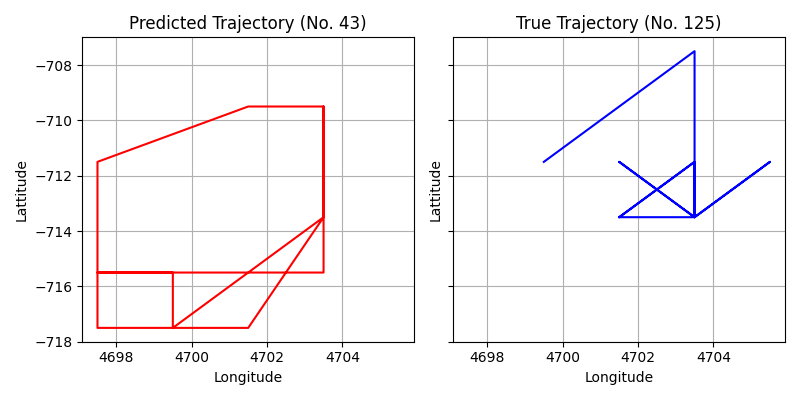 Predicted Trajectory (No. 43)
True Trajectory (No. 125)
Lattitude
−708
−710
−712
−714
−716
−718
4698
4700
4702
4704
Longitude
Lattitude
4698
4700
4702
4704
Longitude